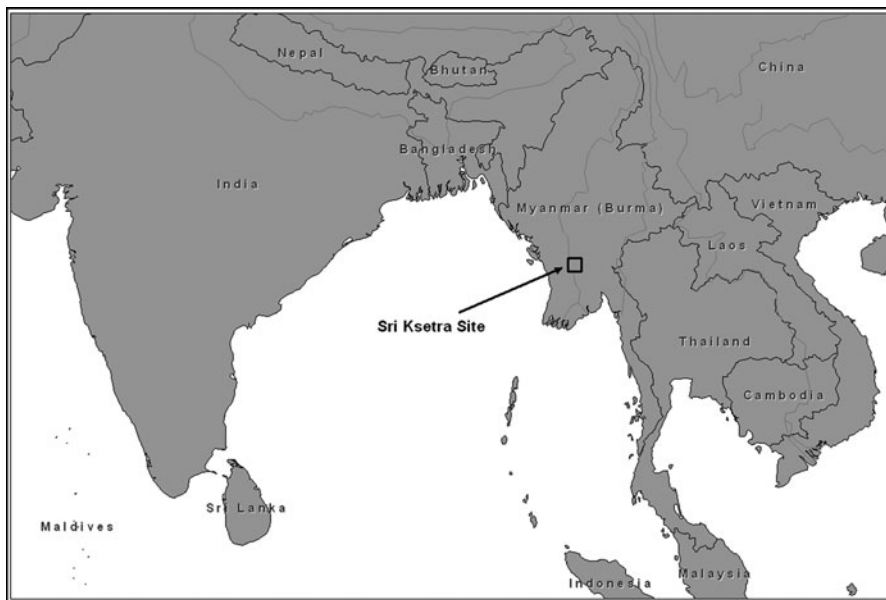 Nepal
Bhutan
China
Bangladesh
India
Myanmar (Burma)
Vietnam
Laos
Sri Ksetra Site
Thailand
Cambodia
Sri Lanka
Maldives
Malaysia
Indonesia